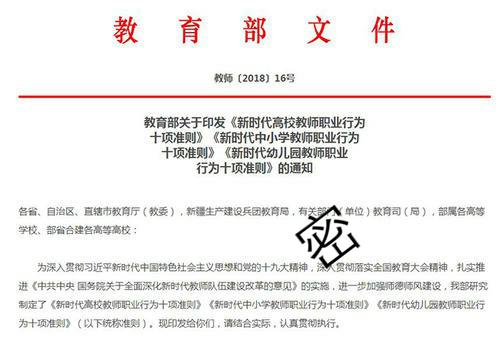 教育部文件
教师〔2018〕16号
教育部关于印发《新时代高校教师职业行为
十项准则》《新时代中小学教师职业行为
十项准则》《新时代幼儿园教师职业
行为十项准则》的通知
各省、自治区、直辖市教育厅（教委），新疆生产建设兵团教育局，有关部门（单位）教育司（局），部属各高等
学校、部省合建各高等高校：
密
为深入贯彻习近平新时代中国特色社会主义思想和党的十九大精神，深入贯彻落实全国教育大会精神，扎实推
进《中共中央 国务院关于全面深化新时代教师队伍建设改革的意见》的实施，进一步加强师德师风建设，我部研究
制定了《新时代高校教师职业行为十项准则》《新时代中小学教师职业行为十项准则》《新时代幼儿园教师职业行
为十项准则》（以下统称准则）。现印发给你们，请结合实际，认真贯彻执行。